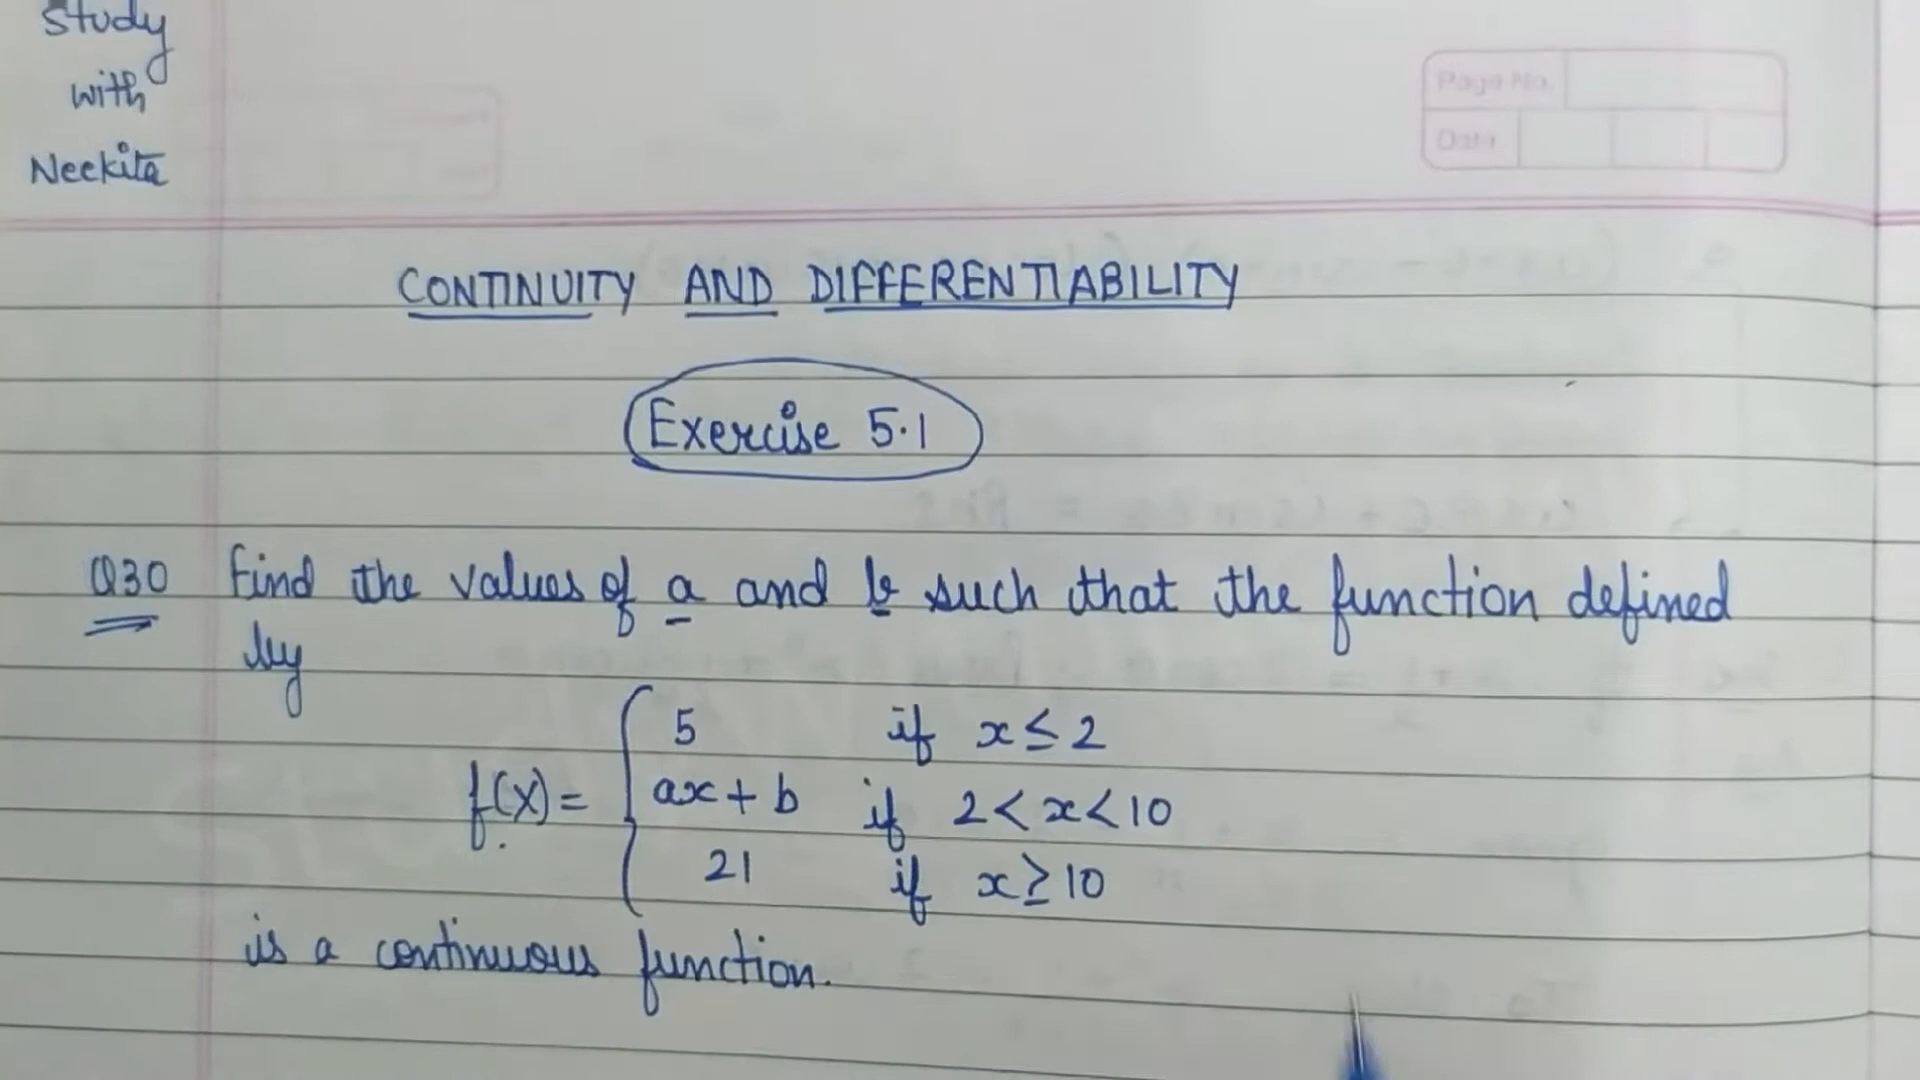 Study
with
Neekita
Page No.
Date
CONTINUITY AND DIFFERENTIABILITY
Exercise 5.1
Q30 Find the values of a and b such that the function defined
by
5 if x ≤ 2
f(x) = { ax + b if 2 < x < 10
21 if x ≥ 10
is a continuous function.